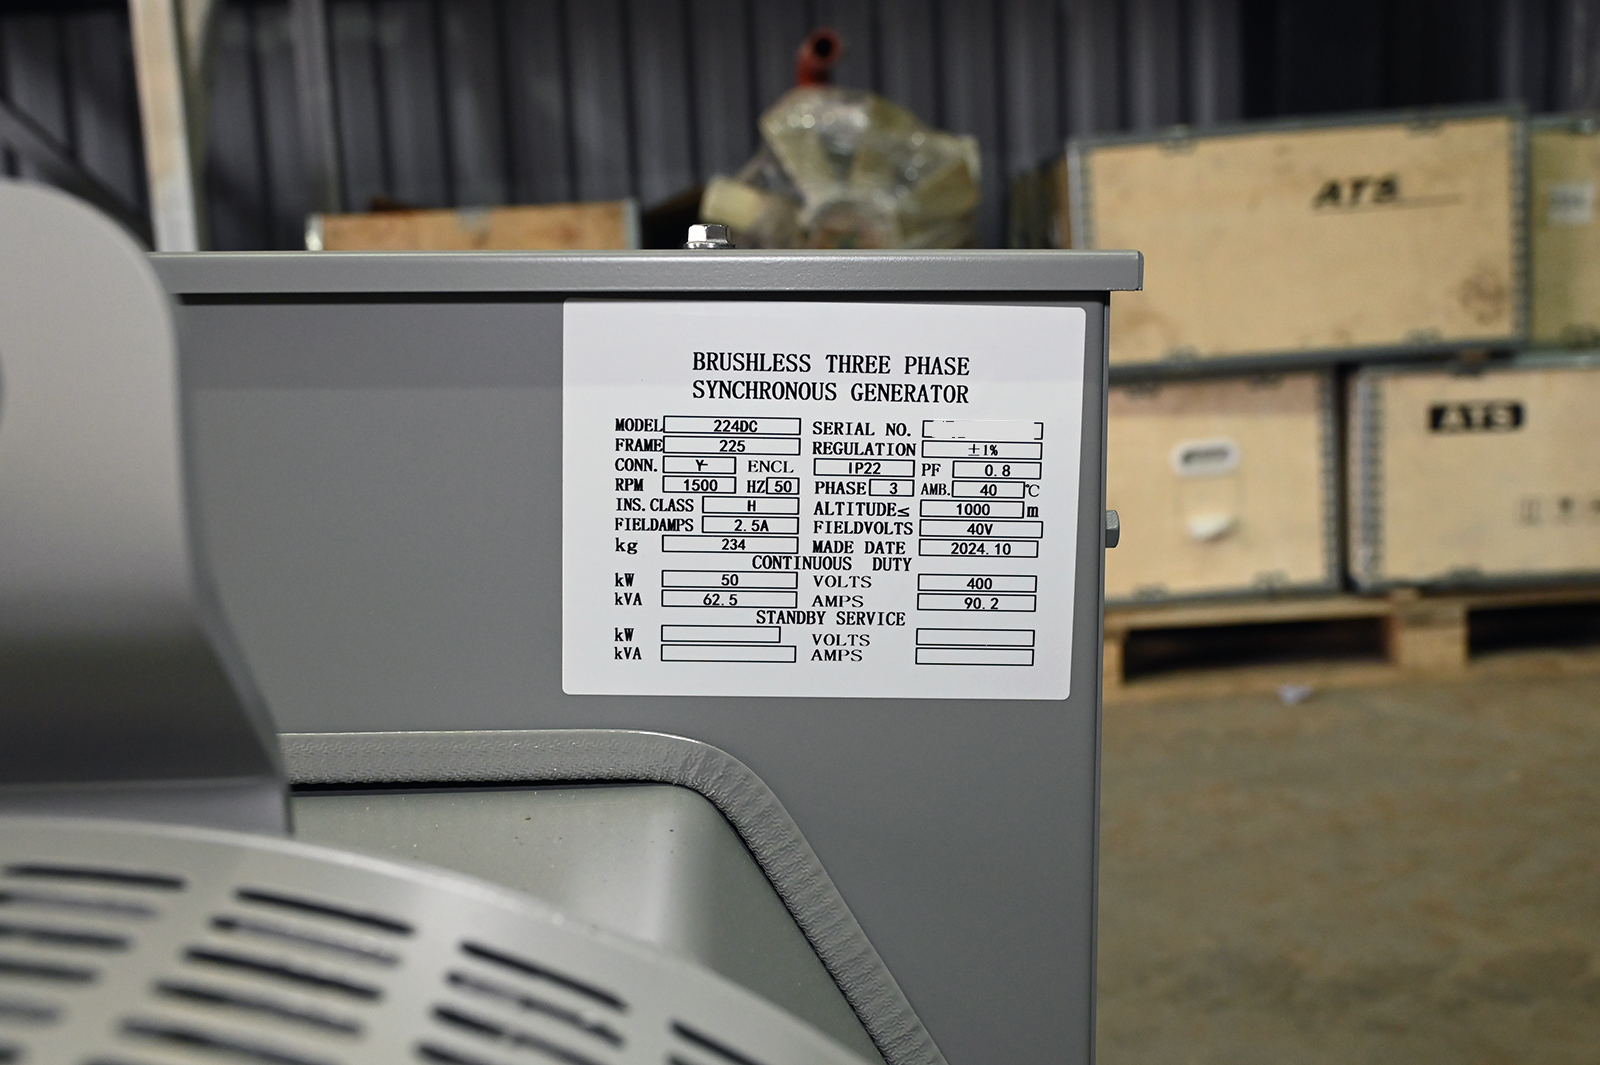 ATS
ATS
BRUSHLESS THREE PHASE
SYNCHRONOUS GENERATOR
MODEL 224DC SERIAL NO.
FRAME 225 REGULATION ±1%
CONN. Y ENCL IP22 PF 0.8
RPM 1500 HZ 50 PHASE 3 AMB. 40 ℃
INS.CLASS H ALTITUDE≤ 1000 m
FIELDAMPS 2.5A FIELDVOLTS 40V
kg 234 MADE DATE 2024.10
CONTINUOUS DUTY
kW 50 VOLTS 400
kVA 62.5 AMPS 90.2
STANDBY SERVICE
kW VOLTS
kVA AMPS